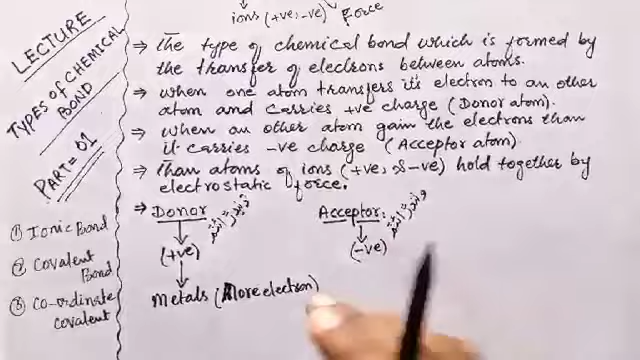 ions (+ve, -ve) Force
LECTURE
TYPES OF CHEMICAL
BOND
PART= 01
① Ionic Bond
② Covalent
Bond
③ Co-ordinate
covalent
⇒ The type of chemical bond which is formed by
the transfer of electrons between atoms.
⇒ when one atom transfers it's electron to an other
atom and carries +ve charge (Donor atom).
⇒ when an other atom gain the electrons than
it carries -ve charge (Acceptor atom).
⇒ Than atoms of ions (+ve, & -ve) hold together by
electrostatic force.
⇒ Donor
(+ve)
Metals (More electron)
Acceptor:
(-ve)